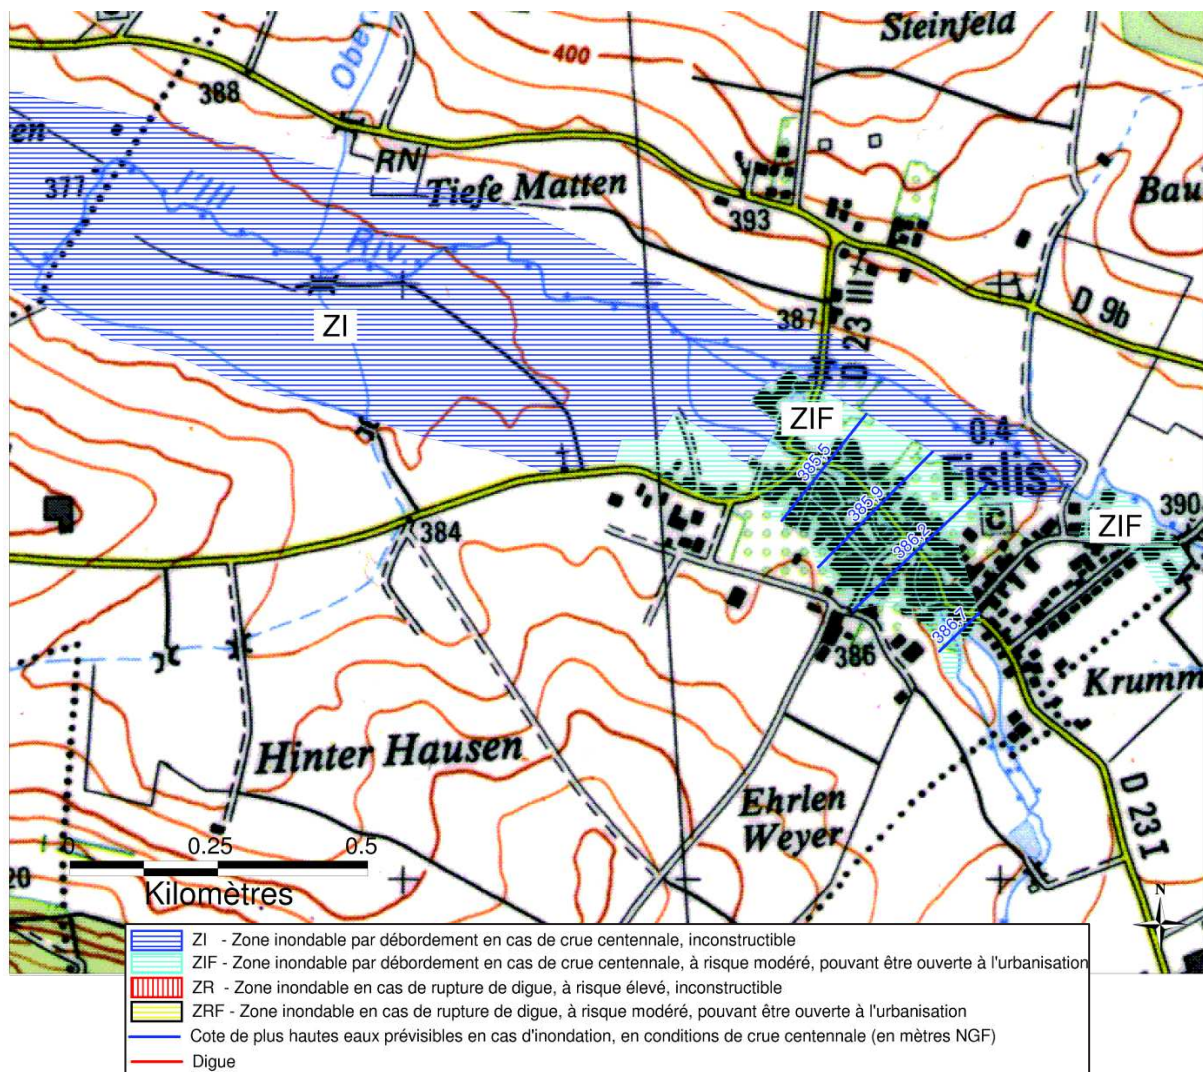 Steinfeld
Ober
400
388
en
RN
Tiefe Matten
Bau
377
l'Ill
Riv.
393
D 9b
387
D 23 III
ZI
ZIF
0,4
Fislis
385,5
385,9
C
390
384
386,2
ZIF
386,7
386
Krumm
Hinter Hausen
Ehrlen
Weyer
D 23 I
0 0.25 0.5
Kilomètres
20
N
ZI - Zone inondable par débordement en cas de crue centennale, inconstructible
ZIF - Zone inondable par débordement en cas de crue centennale, à risque modéré, pouvant être ouverte à l'urbanisation
ZR - Zone inondable en cas de rupture de digue, à risque élevé, inconstructible
ZRF - Zone inondable en cas de rupture de digue, à risque modéré, pouvant être ouverte à l'urbanisation
Cote de plus hautes eaux prévisibles en cas d'inondation, en conditions de crue centennale (en mètres NGF)
Digue